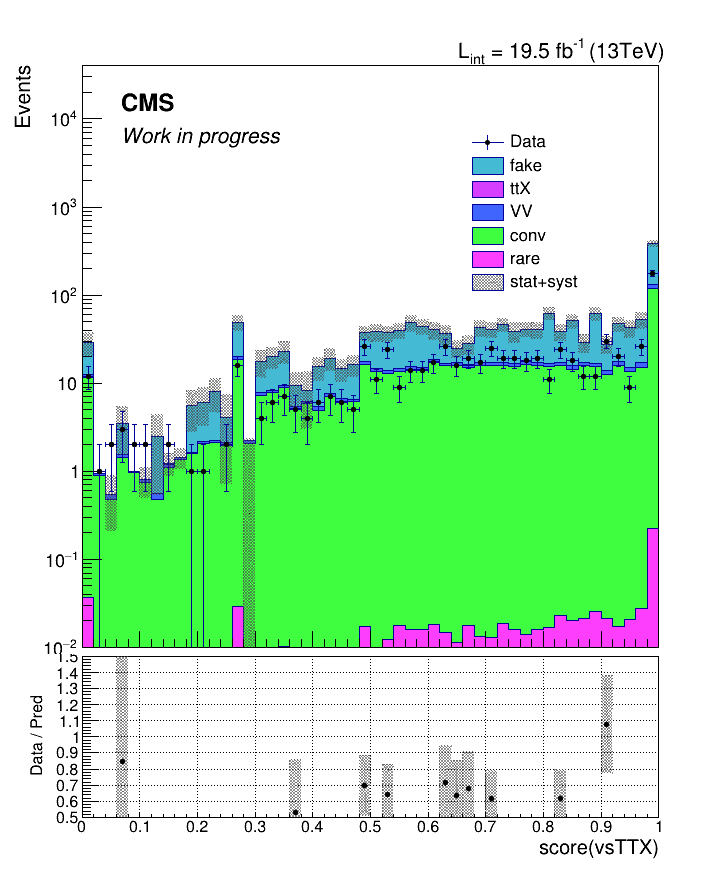 L_int = 19.5 fb^-1 (13TeV)
Events
CMS
Work in progress
Data
fake
ttX
VV
conv
rare
stat+syst
10^4
10^3
10^2
10
1
10^-1
10^-2
Data / Pred
1.5
1.4
1.3
1.2
1.1
1
0.9
0.8
0.7
0.6
0.5
0 0.1 0.2 0.3 0.4 0.5 0.6 0.7 0.8 0.9 1
score(vsTTX)